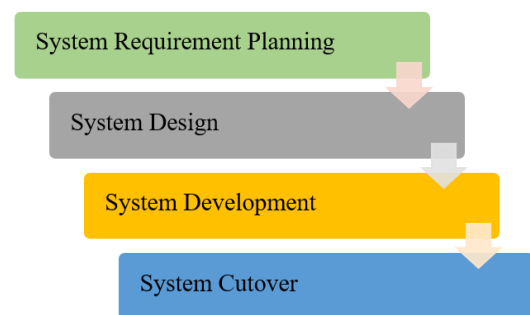 System Requirement Planning
System Design
System Development
System Cutover